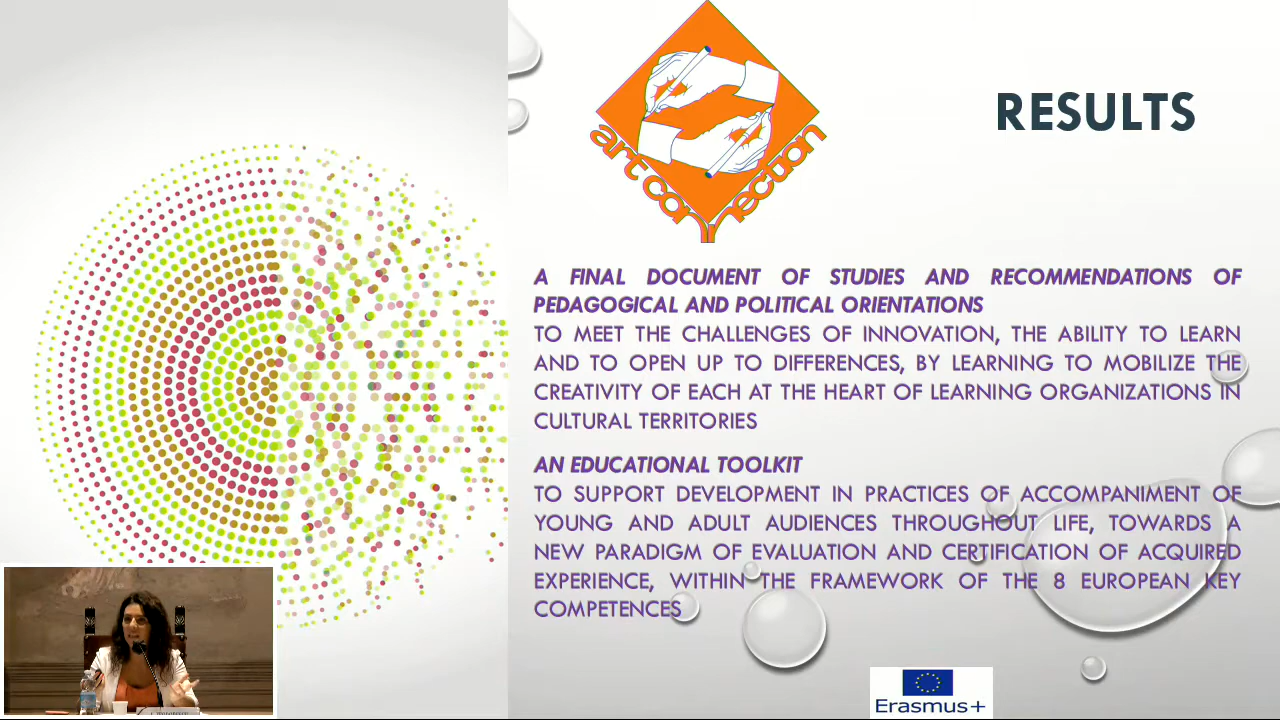 RESULTS
art connection
A FINAL DOCUMENT OF STUDIES AND RECOMMENDATIONS OF
PEDAGOGICAL AND POLITICAL ORIENTATIONS
TO MEET THE CHALLENGES OF INNOVATION, THE ABILITY TO LEARN
AND TO OPEN UP TO DIFFERENCES, BY LEARNING TO MOBILIZE THE
CREATIVITY OF EACH AT THE HEART OF LEARNING ORGANIZATIONS IN
CULTURAL TERRITORIES
AN EDUCATIONAL TOOLKIT
TO SUPPORT DEVELOPMENT IN PRACTICES OF ACCOMPANIMENT OF
YOUNG AND ADULT AUDIENCES THROUGHOUT LIFE, TOWARDS A
NEW PARADIGM OF EVALUATION AND CERTIFICATION OF ACQUIRED
EXPERIENCE, WITHIN THE FRAMEWORK OF THE 8 EUROPEAN KEY
COMPETENCES
Erasmus+